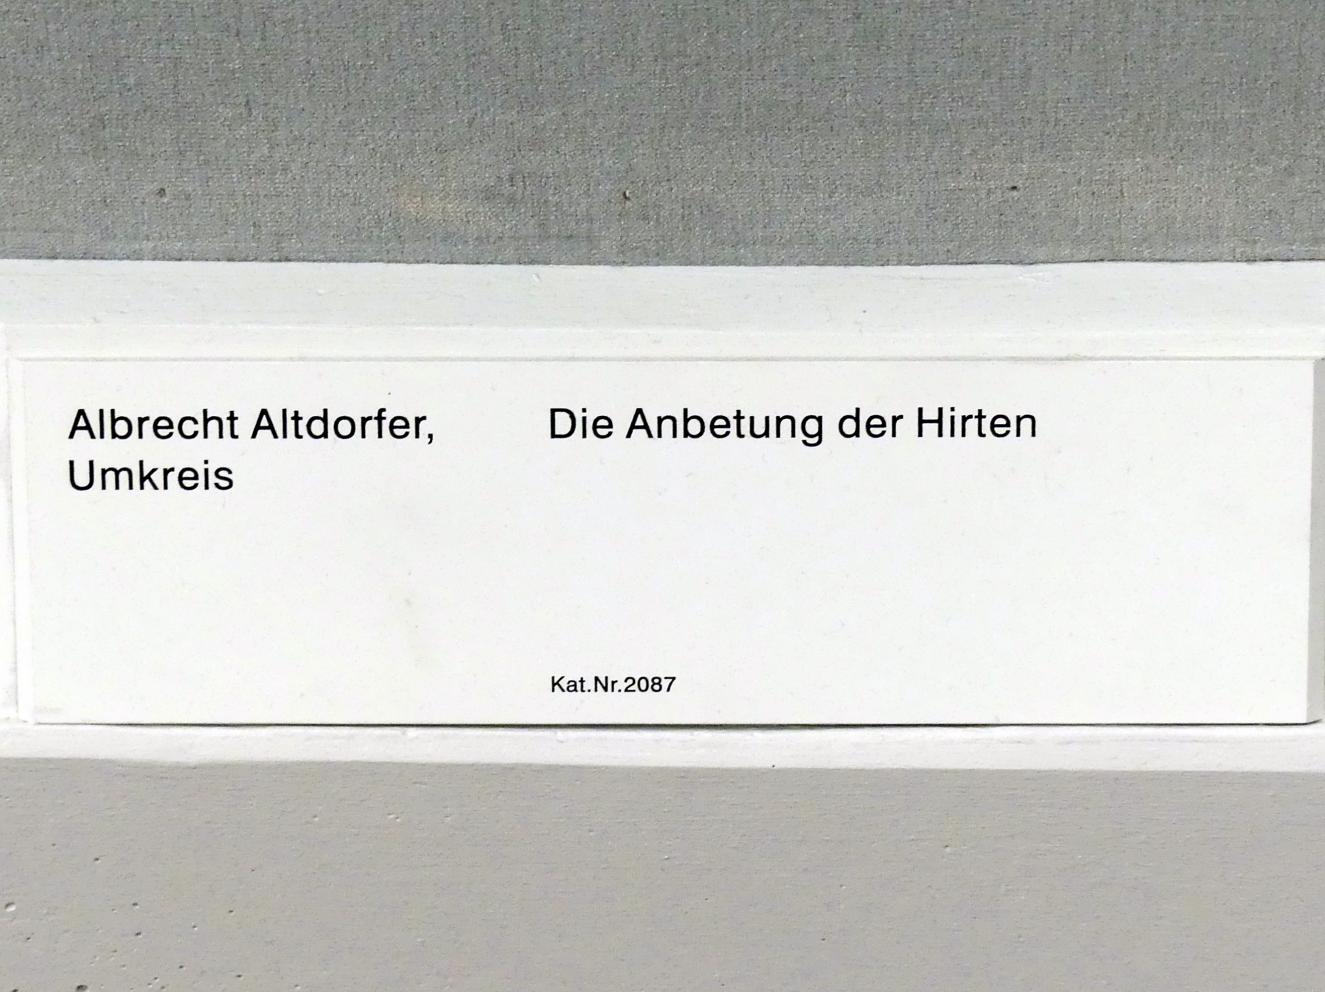 Albrecht Altdorfer,
Umkreis
Die Anbetung der Hirten
Kat.Nr.2087